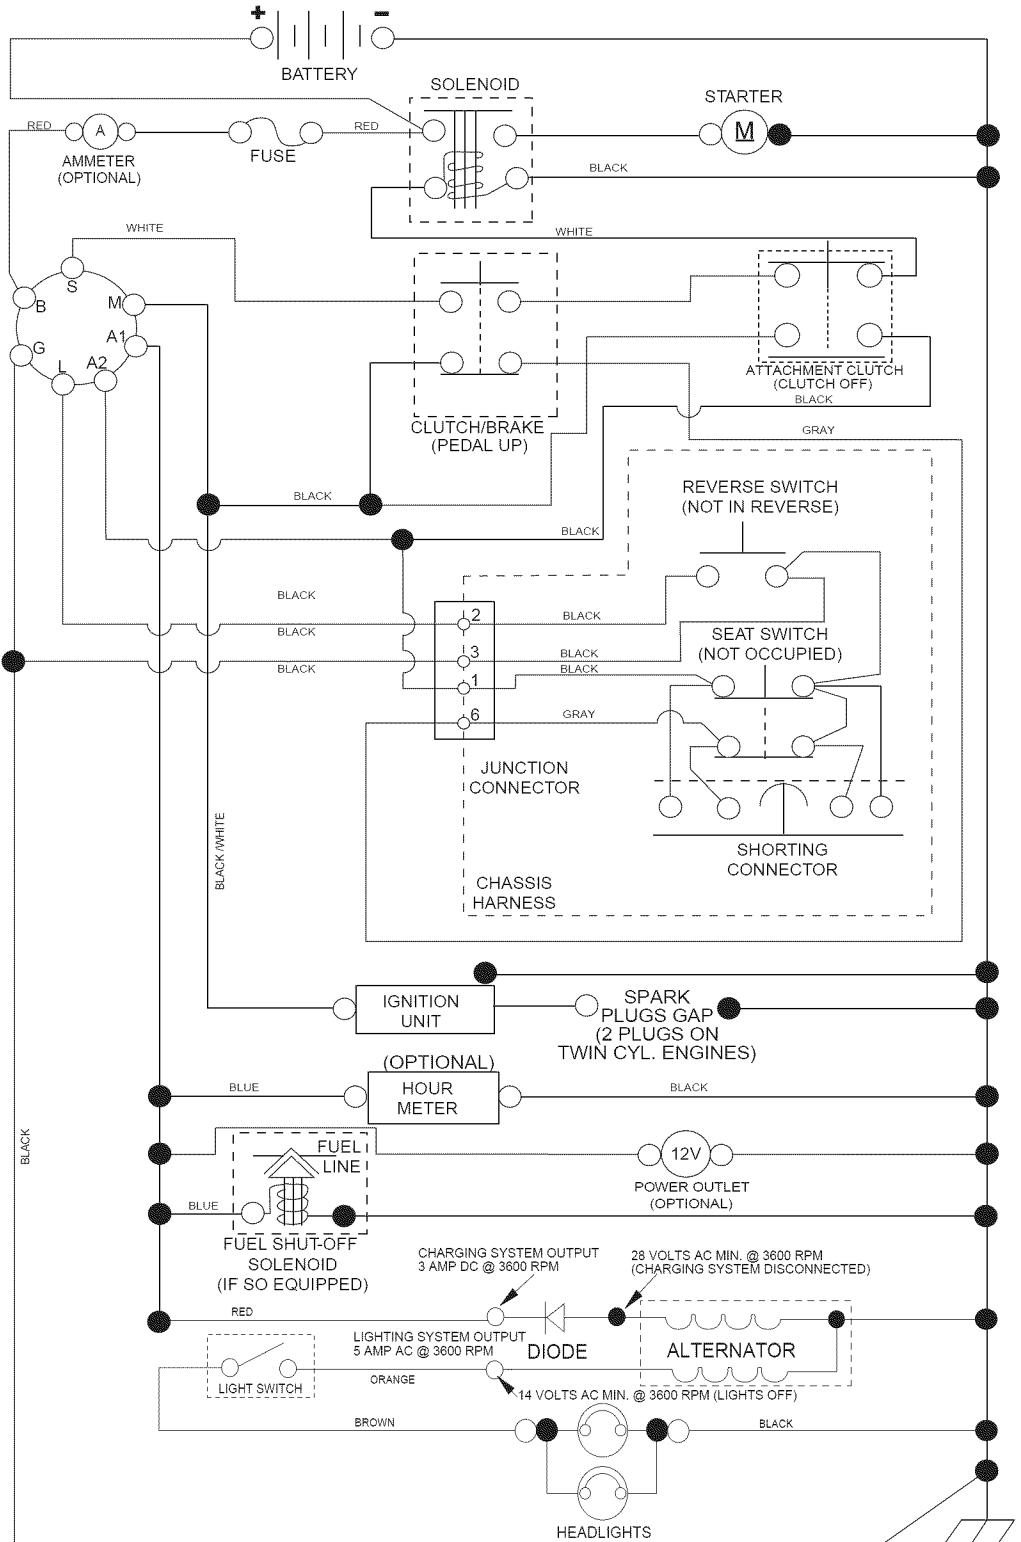 + −
BATTERY
SOLENOID
STARTER
RED
A
AMMETER
(OPTIONAL)
FUSE
RED
M
BLACK
WHITE
WHITE
S
B
M
G
A1
L
A2
ATTACHMENT CLUTCH
(CLUTCH OFF)
BLACK
CLUTCH/BRAKE
(PEDAL UP)
GRAY
REVERSE SWITCH
(NOT IN REVERSE)
BLACK
BLACK
BLACK
2
BLACK
BLACK
SEAT SWITCH
(NOT OCCUPIED)
3
BLACK
BLACK
BLACK
1
6
GRAY
JUNCTION
CONNECTOR
BLACK /WHITE
SHORTING
CONNECTOR
CHASSIS
HARNESS
IGNITION
UNIT
SPARK
PLUGS GAP
(2 PLUGS ON
TWIN CYL. ENGINES)
(OPTIONAL)
BLUE
HOUR
METER
BLACK
BLACK
FUEL
LINE
12V
POWER OUTLET
(OPTIONAL)
BLUE
FUEL SHUT-OFF
SOLENOID
(IF SO EQUIPPED)
CHARGING SYSTEM OUTPUT
3 AMP DC @ 3600 RPM
28 VOLTS AC MIN. @ 3600 RPM
(CHARGING SYSTEM DISCONNECTED)
RED
LIGHTING SYSTEM OUTPUT
5 AMP AC @ 3600 RPM
DIODE
ALTERNATOR
LIGHT SWITCH
ORANGE
14 VOLTS AC MIN. @ 3600 RPM (LIGHTS OFF)
BROWN
BLACK
HEADLIGHTS